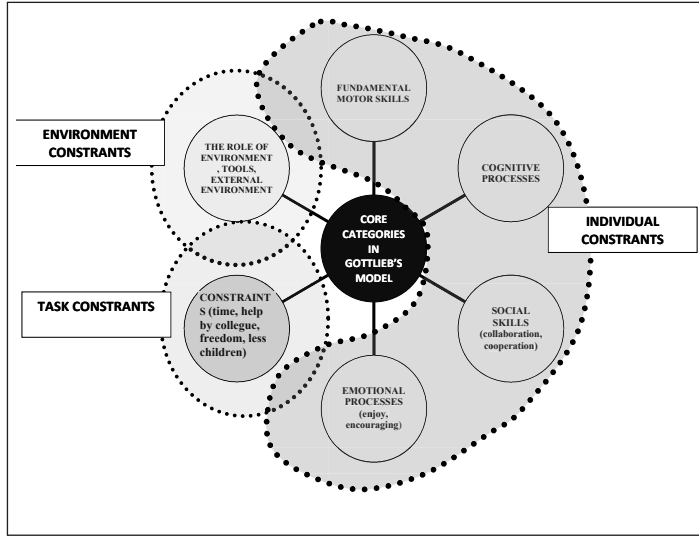 FUNDAMENTAL
MOTOR SKILLS
ENVIRONMENT
CONSTRANTS
THE ROLE OF
ENVIRONMENT
, TOOLS,
EXTERNAL
ENVIRONMENT
COGNITIVE
PROCESSES
CORE
CATEGORIES
IN
GOTTLIEB'S
MODEL
INDIVIDUAL
CONSTRANTS
TASK CONSTRANTS
CONSTRAINT
S (time, help
by collegue,
freedom, less
children)
SOCIAL
SKILLS
(collaboration,
cooperation)
EMOTIONAL
PROCESSES
(enjoy,
encouraging)